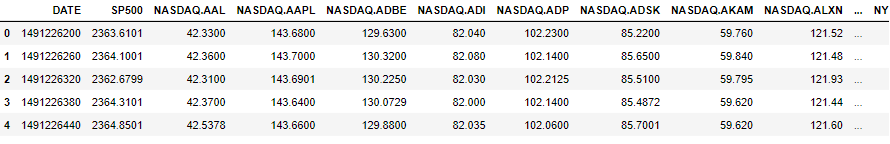 DATE SP500 NASDAQ.AAL NASDAQ.AAPL NASDAQ.ADBE NASDAQ.ADI NASDAQ.ADP NASDAQ.ADSK NASDAQ.AKAM NASDAQ.ALXN ... NY
0 1491226200 2363.6101 42.3300 143.6800 129.6300 82.040 102.2300 85.2200 59.760 121.52 ...
1 1491226260 2364.1001 42.3600 143.7000 130.3200 82.080 102.1400 85.6500 59.840 121.48 ...
2 1491226320 2362.6799 42.3100 143.6901 130.2250 82.030 102.2125 85.5100 59.795 121.93 ...
3 1491226380 2364.3101 42.3700 143.6400 130.0729 82.000 102.1400 85.4872 59.620 121.44 ...
4 1491226440 2364.8501 42.5378 143.6600 129.8800 82.035 102.0600 85.7001 59.620 121.60 ...